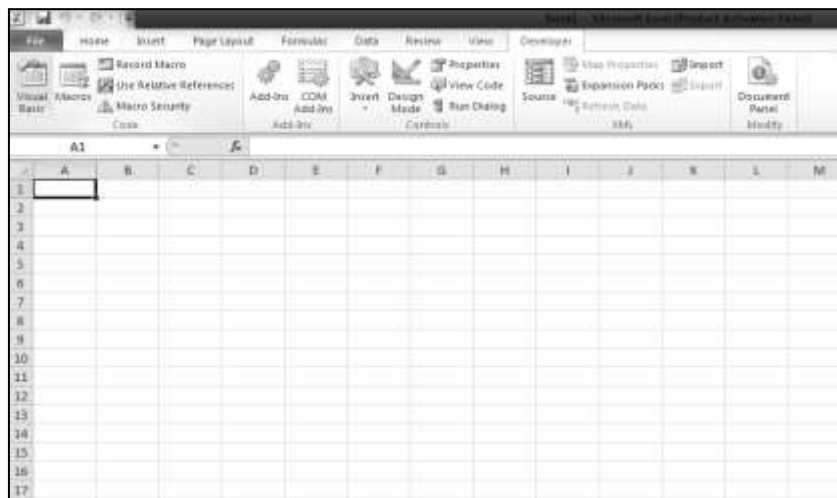 Book1 - Microsoft Excel (Product Activation Failed)
File Home Insert Page Layout Formulas Data Review View Developer
Visual Basic
Macros
Record Macro
Use Relative References
Macro Security
Code
Add-Ins
COM Add-Ins
Add-Ins
Insert
Design Mode
Properties
View Code
Run Dialog
Controls
Source
Map Properties
Expansion Packs
Refresh Data
Import
Export
XML
Document Panel
Modify
A1 fx
A B C D E F G H I J K L M
1
2
3
4
5
6
7
8
9
10
11
12
13
14
15
16
17